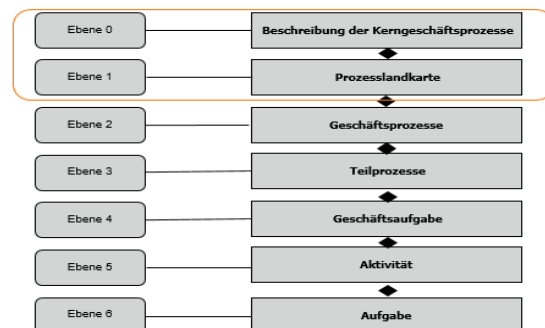 Ebene 0
Beschreibung der Kerngeschäftsprozesse
Ebene 1
Prozesslandkarte
Ebene 2
Geschäftsprozesse
Ebene 3
Teilprozesse
Ebene 4
Geschäftsaufgabe
Ebene 5
Aktivität
Ebene 6
Aufgabe